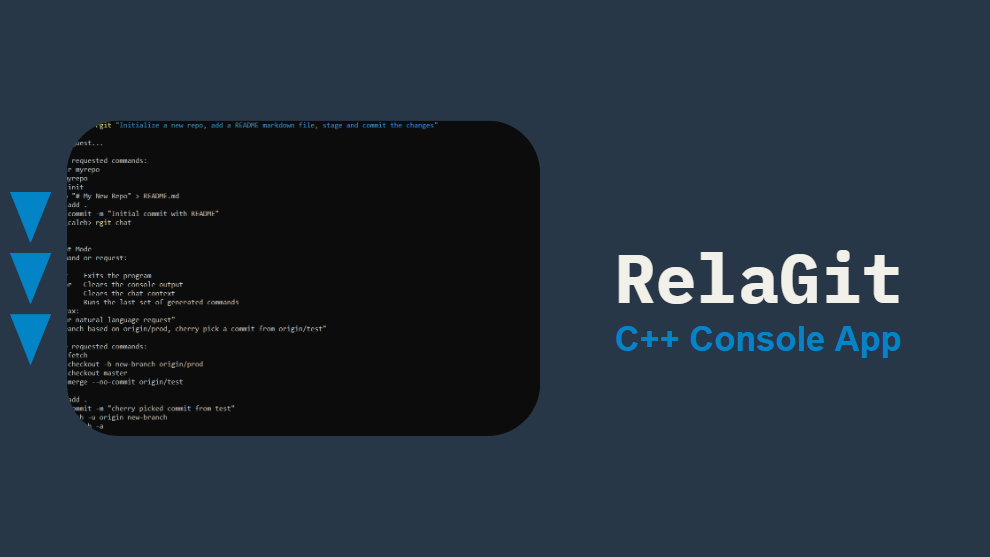 rgit "Initialize a new repo, add a README markdown file, stage and commit the changes"
uest...
requested commands:
r myrepo
yrepo
init
"# My New Repo" > README.md
add .
commit -m "Initial commit with README"
caleb> rgit chat
t Mode
and or request:
Exits the program
Clears the console output
Clears the chat context
Runs the last set of generated commands
ax:
r natural language request"
ranch based on origin/prod, cherry pick a commit from origin/test"
requested commands:
fetch
checkout -b new-branch origin/prod
checkout master
merge --no-commit origin/test
add .
ommit -m "cherry picked commit from test"
h -u origin new-branch
h -a
RelaGit
C++ Console App